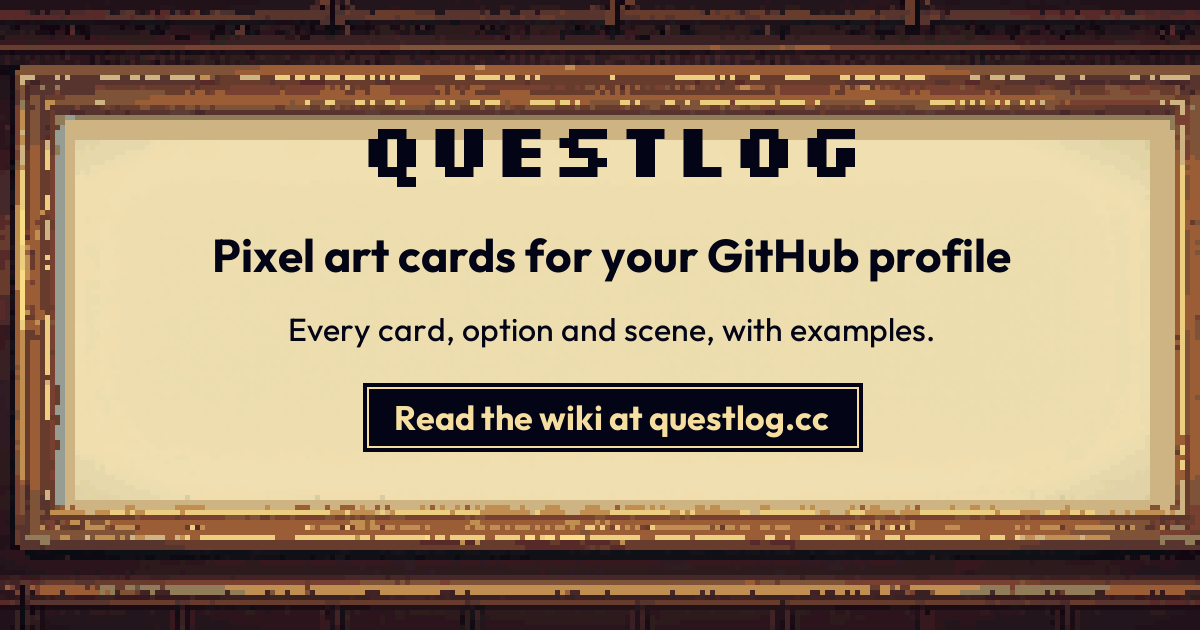 QUESTLOG
Pixel art cards for your GitHub profile
Every card, option and scene, with examples.
Read the wiki at questlog.cc